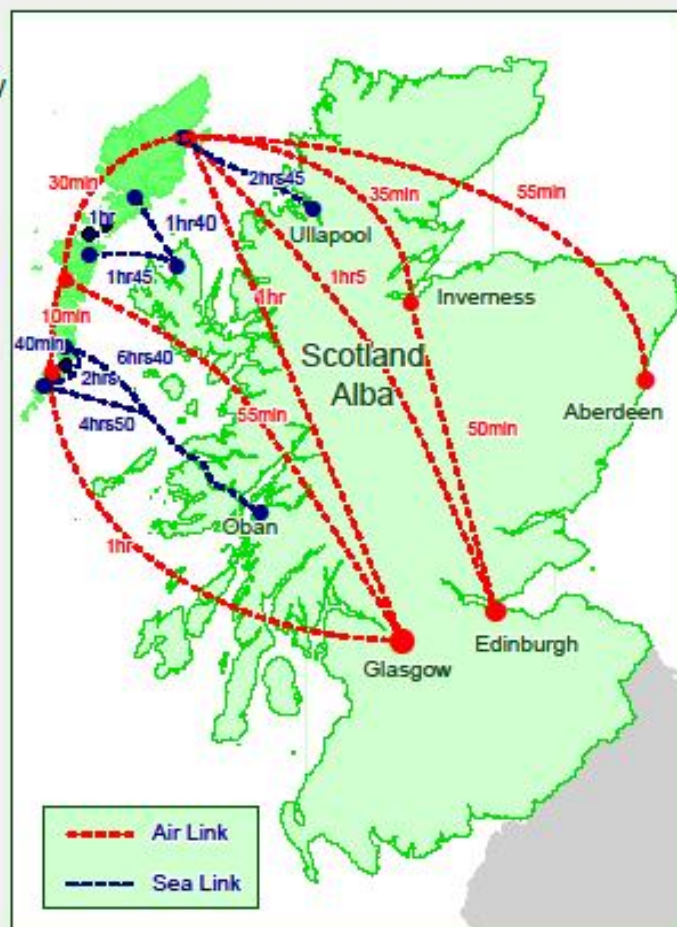 y
30min
2hrs45
35min
55min
1hr
1hr40
Ullapool
1hr45
1hr
1hr5
Inverness
10min
40min
6hrs40
Scotland
Alba
2hrs
4hrs50
55min
50min
Aberdeen
Oban
1hr
Edinburgh
Glasgow
Air Link
Sea Link